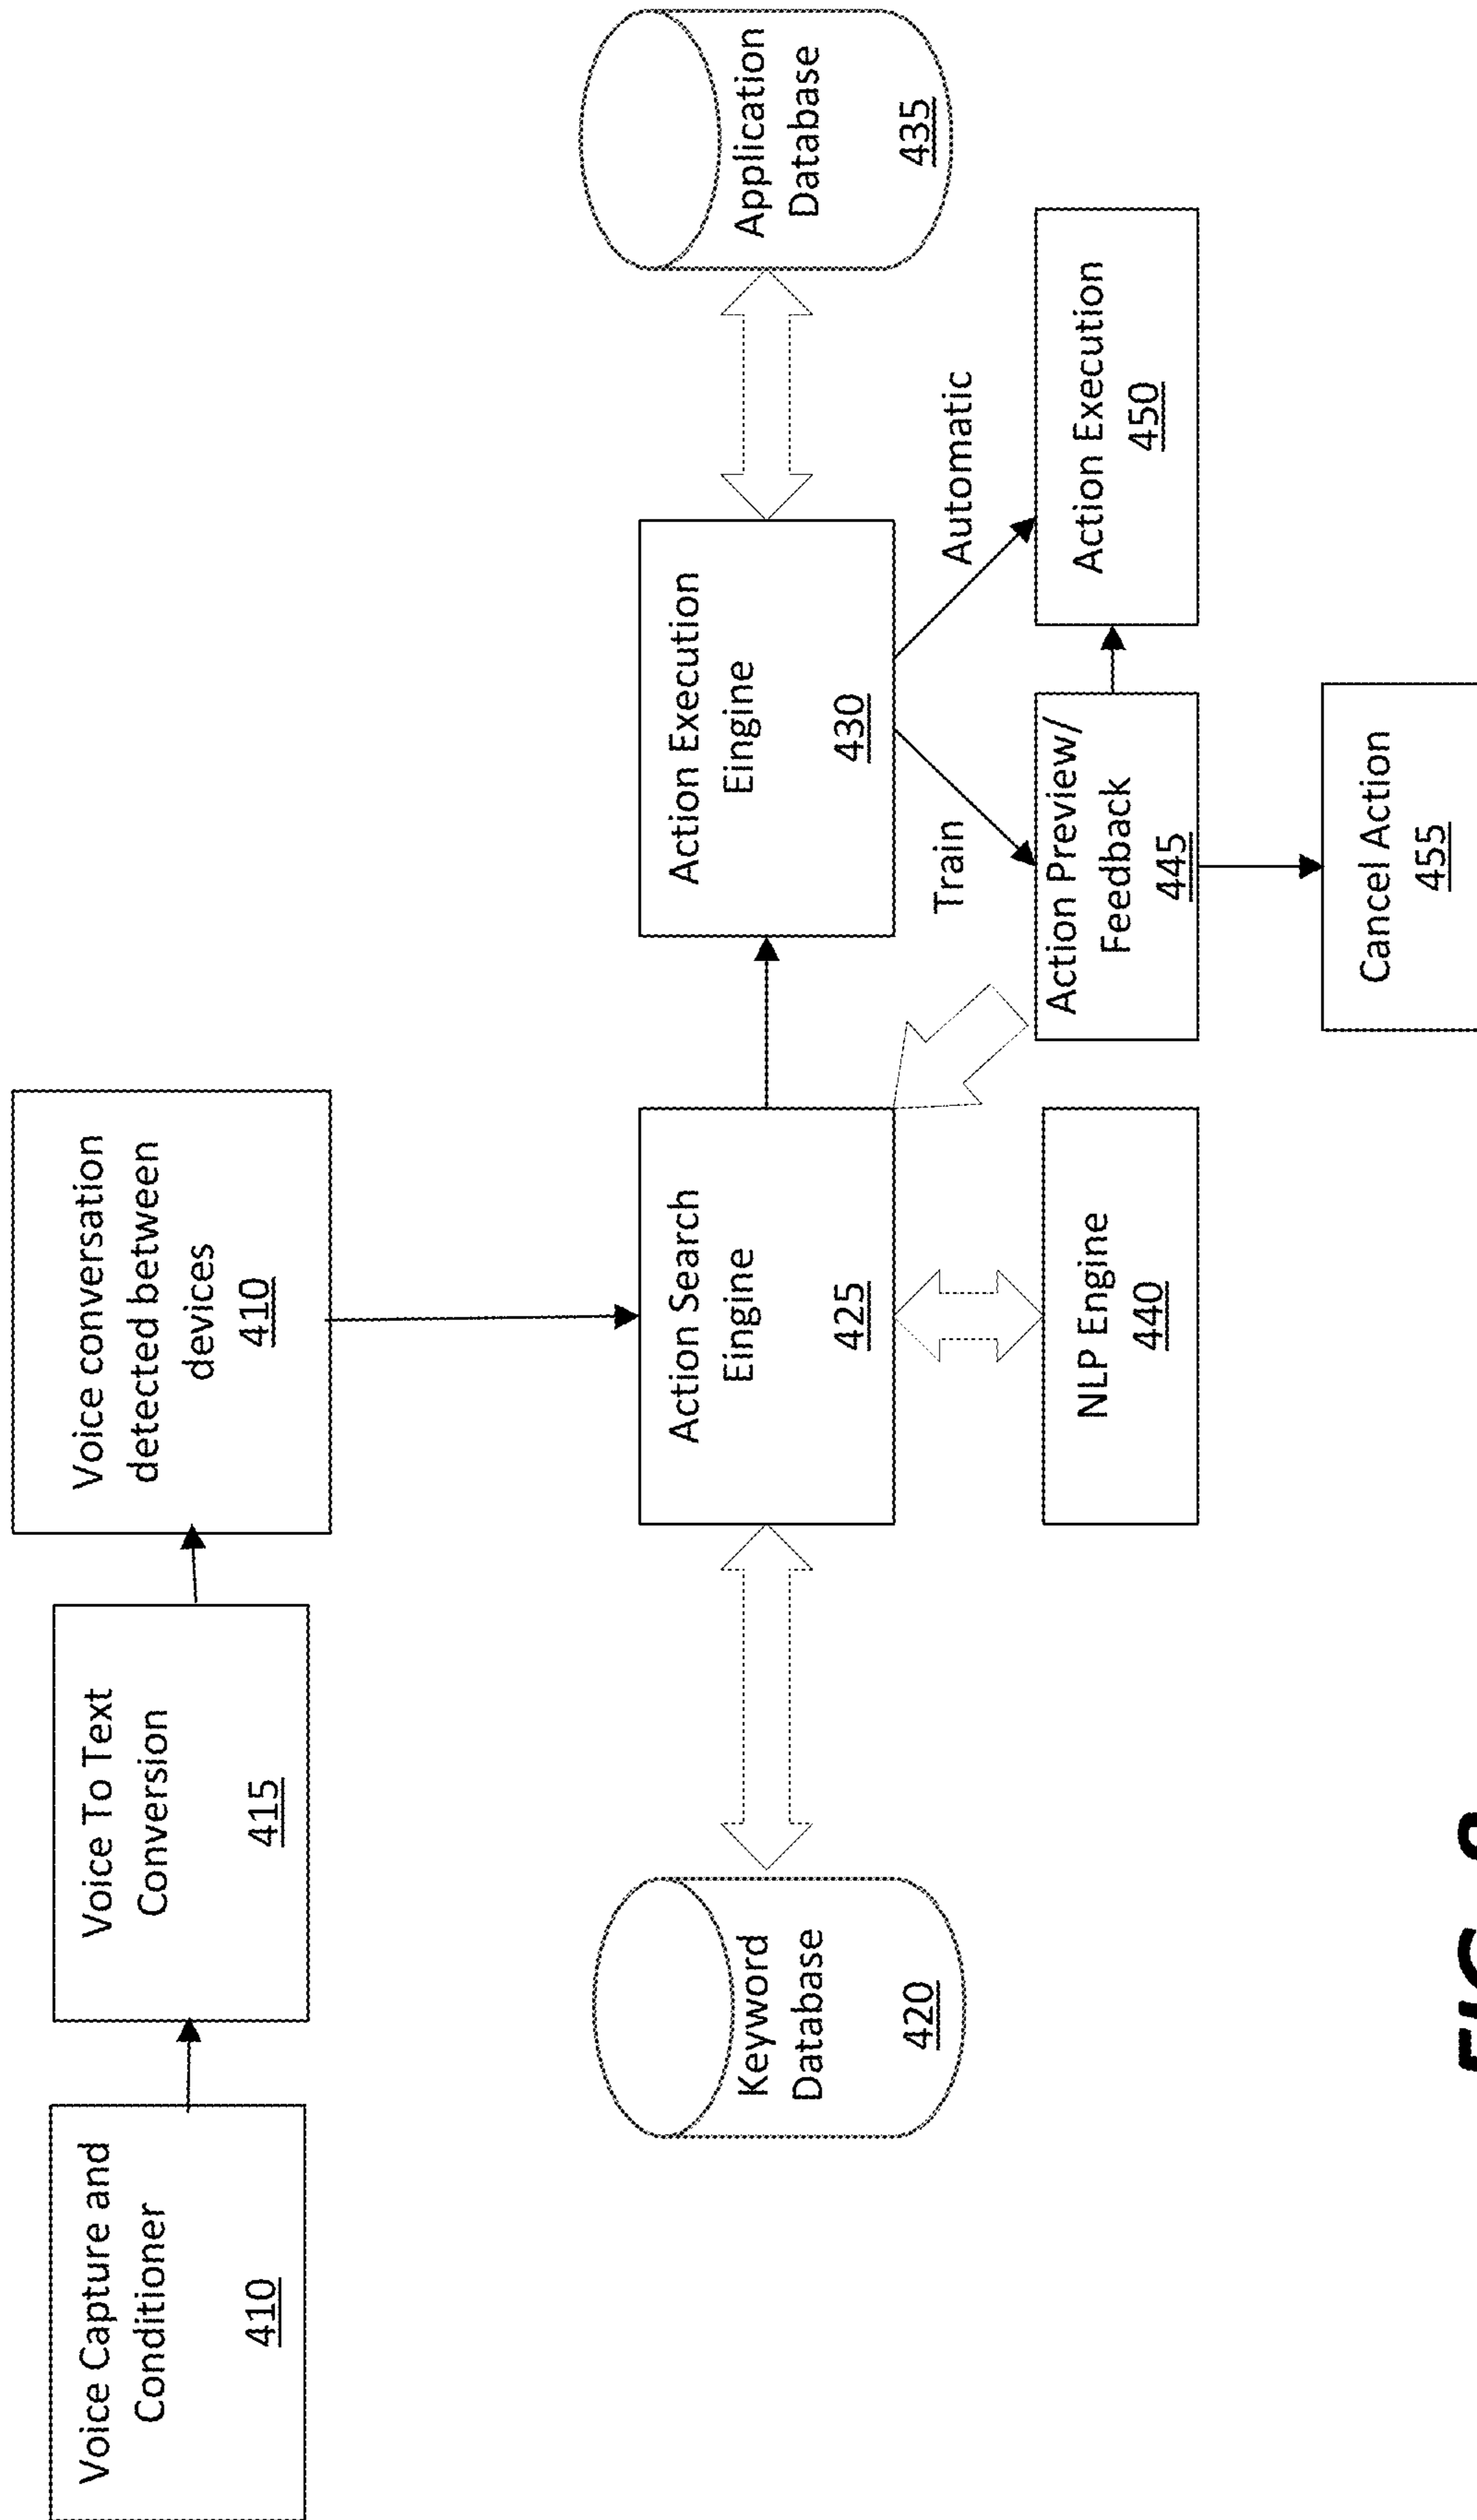 Voice Capture and
Conditioner
410
Voice To Text
Conversion
415
Voice conversation
detected between
devices
410
Keyword
Database
420
Action Search
Eingine
425
NLP Engine
440
Action Execution
Eingine
430
Application
Database
435
Train
Automatic
Action Preview/
Feedback
445
Action Execution
450
Cancel Action
455